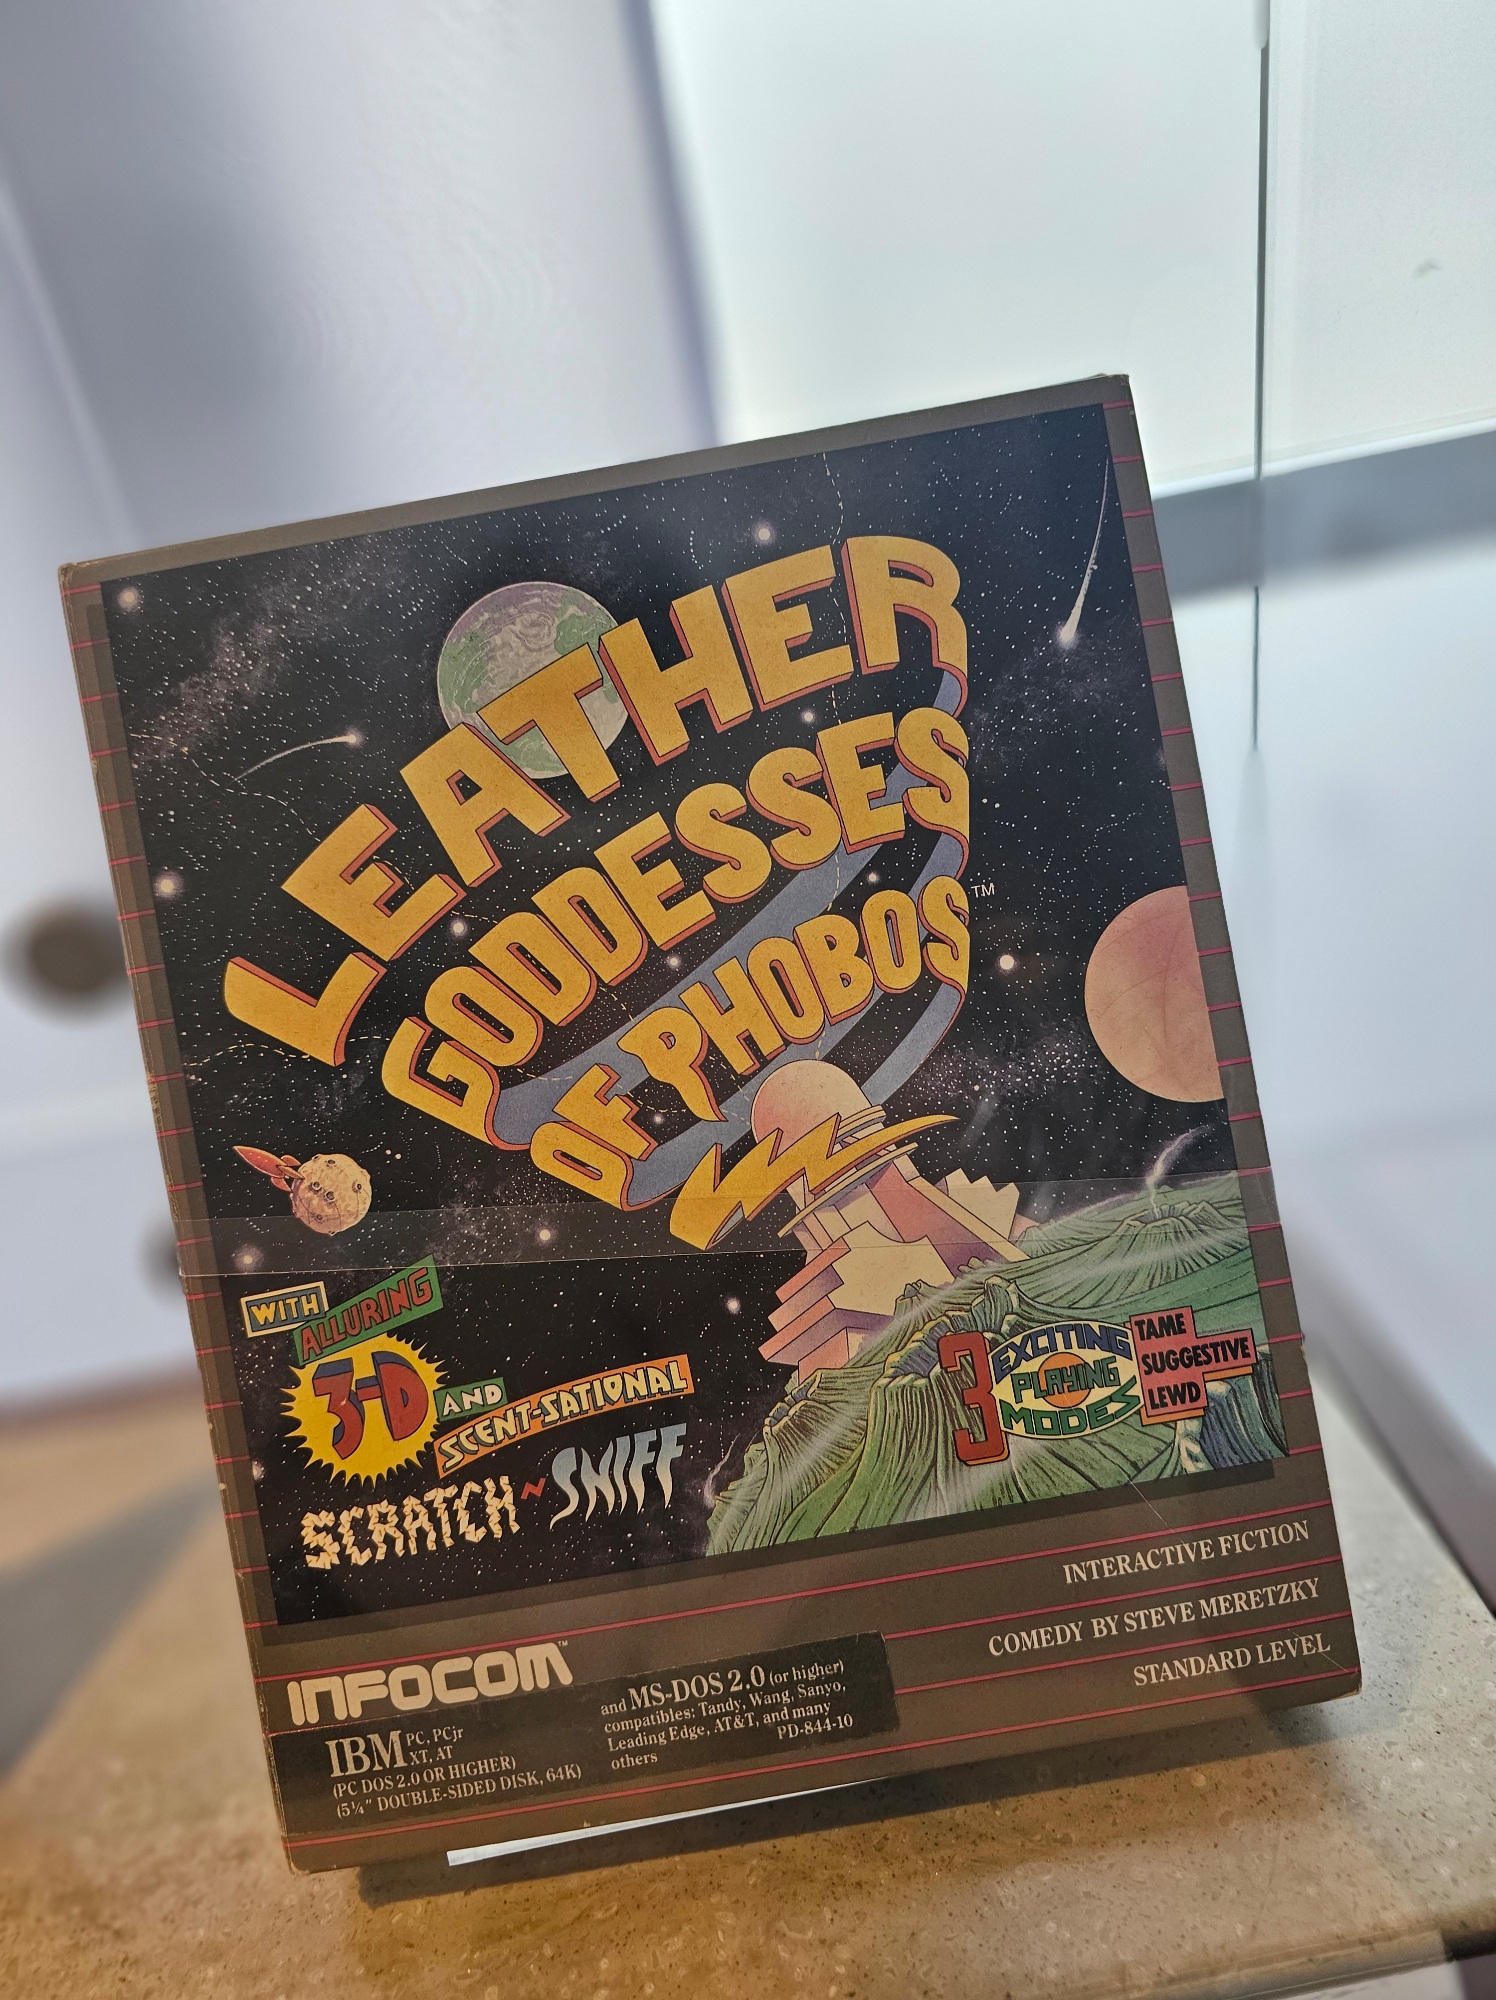 LEATHER
GODDESSES
OF PHOBOS™
WITH
ALLURING
3-D
AND
SCENT-SATIONAL
SCRATCH ~ SNIFF
3
EXCITING
PLAYING
MODES
TAME
SUGGESTIVE
LEWD
INTERACTIVE FICTION
COMEDY BY STEVE MERETZKY
STANDARD LEVEL
INFOCOM™
IBM PC, PCjr
XT, AT
(PC DOS 2.0 OR HIGHER)
(5¼" DOUBLE-SIDED DISK, 64K)
and MS-DOS 2.0 (or higher)
compatibles: Tandy, Wang, Sanyo,
Leading Edge, AT&T, and many
others
PD-844-10